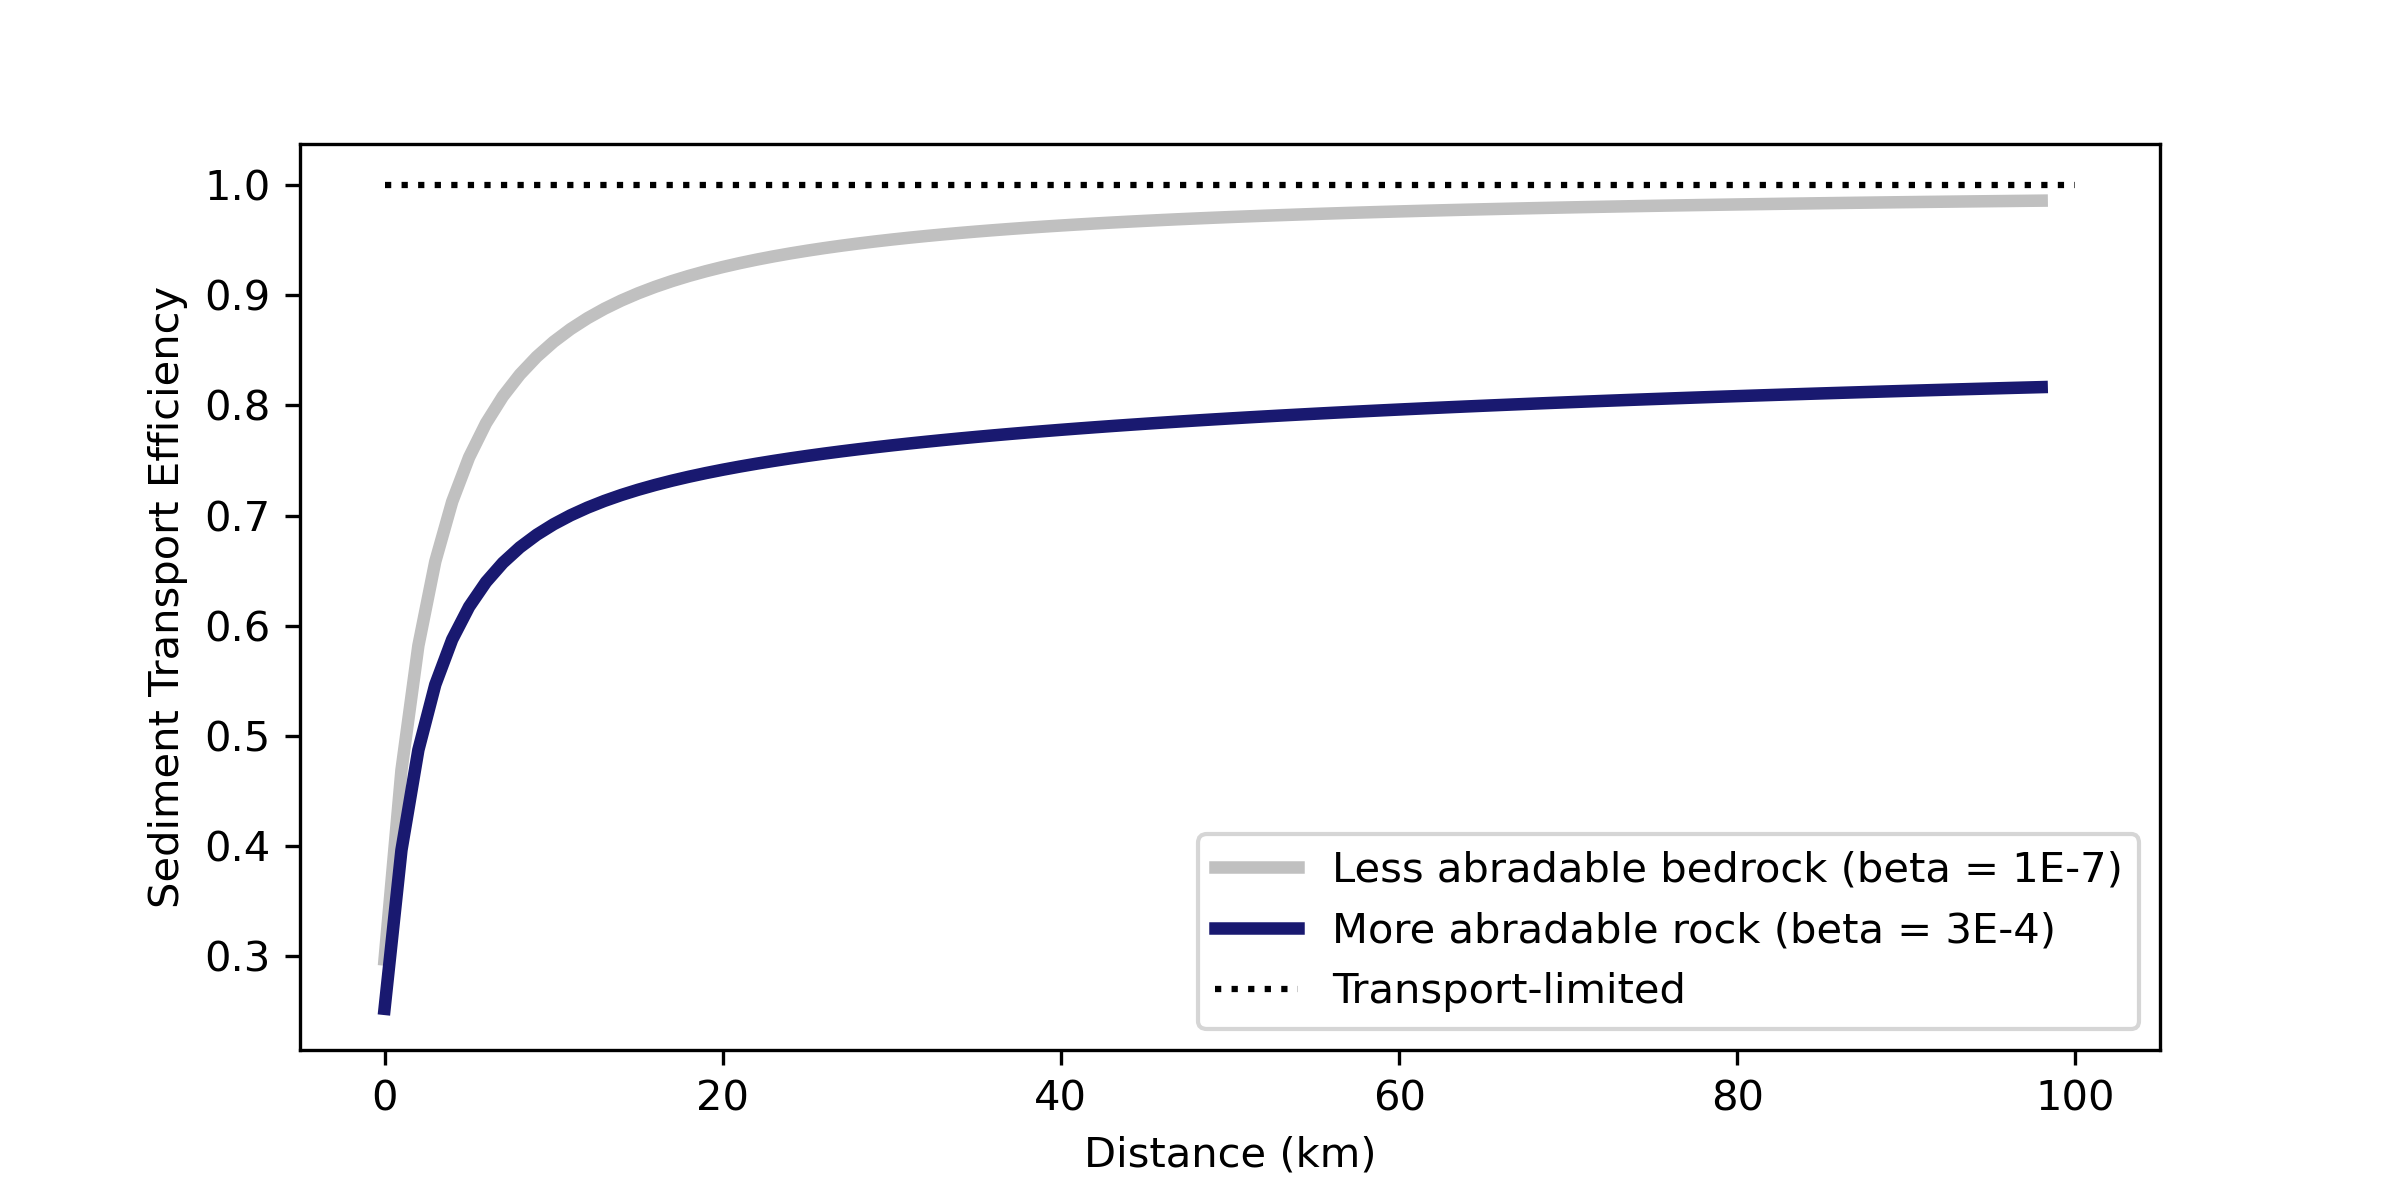 1.0
0.9
0.8
0.7
0.6
0.5
0.4
0.3
Sediment Transport Efficiency
Less abradable bedrock (beta = 1E-7)
More abradable rock (beta = 3E-4)
Transport-limited
0 20 40 60 80 100
Distance (km)